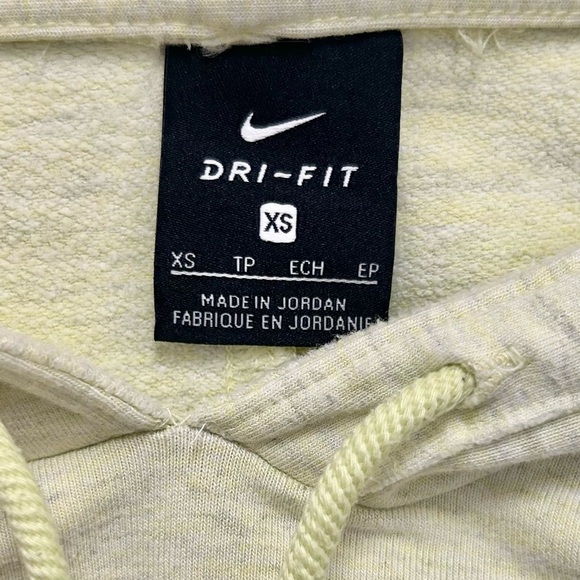 DRI-FIT
XS
XS TP ECH EP
MADE IN JORDAN
FABRIQUE EN JORDANIE